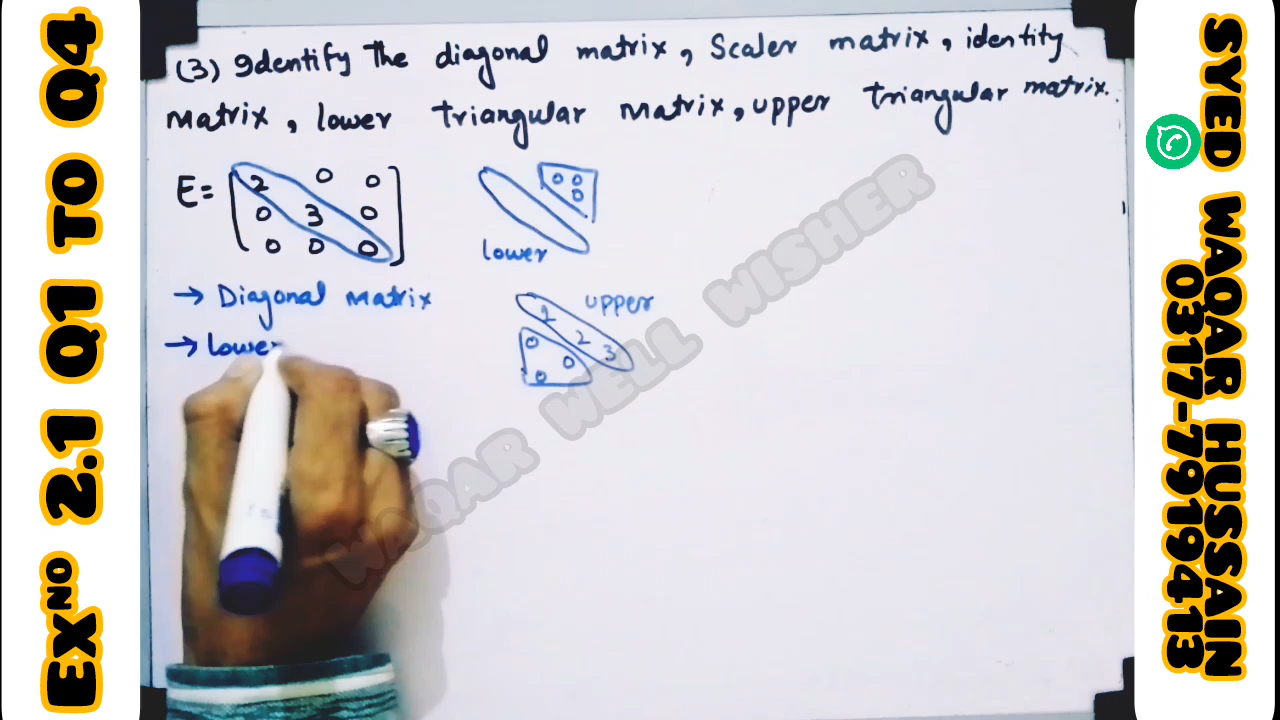 Ex NO 2.1 Q1 TO Q4
(3) Identify The diagonal matrix, Scaler matrix, identity
Matrix, lower triangular Matrix, upper triangular matrix.
E= 2 0 0
0 3 0
0 0 0
0 0
0
lower
→ Diagonal Matrix
→ Lower
upper
1
2
3
0
0
0
WAQAR WELL WISHER
SYED WAQAR HUSSAIN
0317-7919413